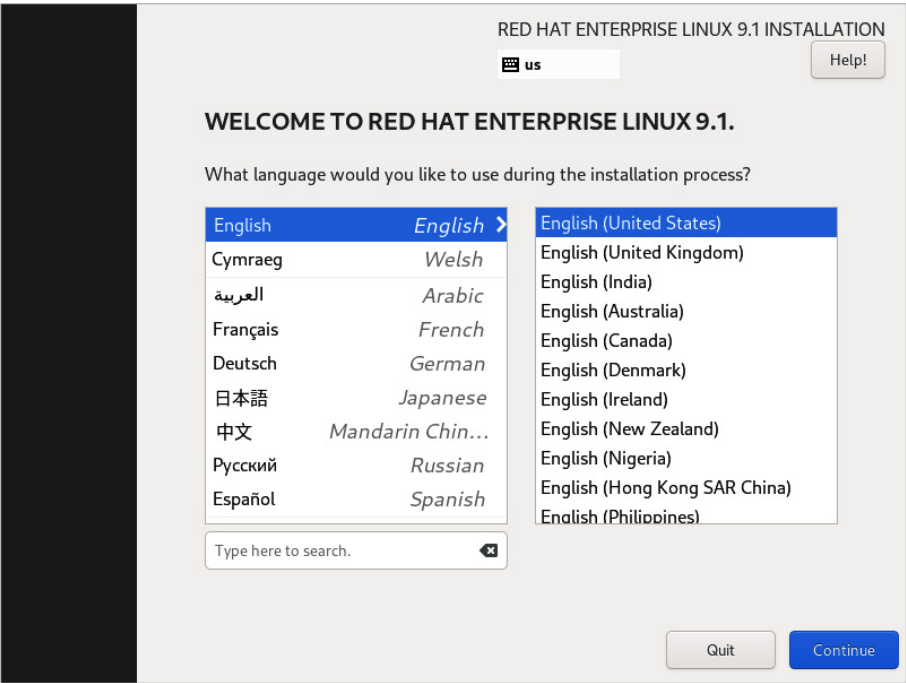 RED HAT ENTERPRISE LINUX 9.1 INSTALLATION
us
Help!
WELCOME TO RED HAT ENTERPRISE LINUX 9.1.
What language would you like to use during the installation process?
English English
Cymraeg Welsh
العربية Arabic
Français French
Deutsch German
日本語 Japanese
中文 Mandarin Chin...
Русский Russian
Español Spanish
Type here to search.
English (United States)
English (United Kingdom)
English (India)
English (Australia)
English (Canada)
English (Denmark)
English (Ireland)
English (New Zealand)
English (Nigeria)
English (Hong Kong SAR China)
English (Philippines)
Quit
Continue